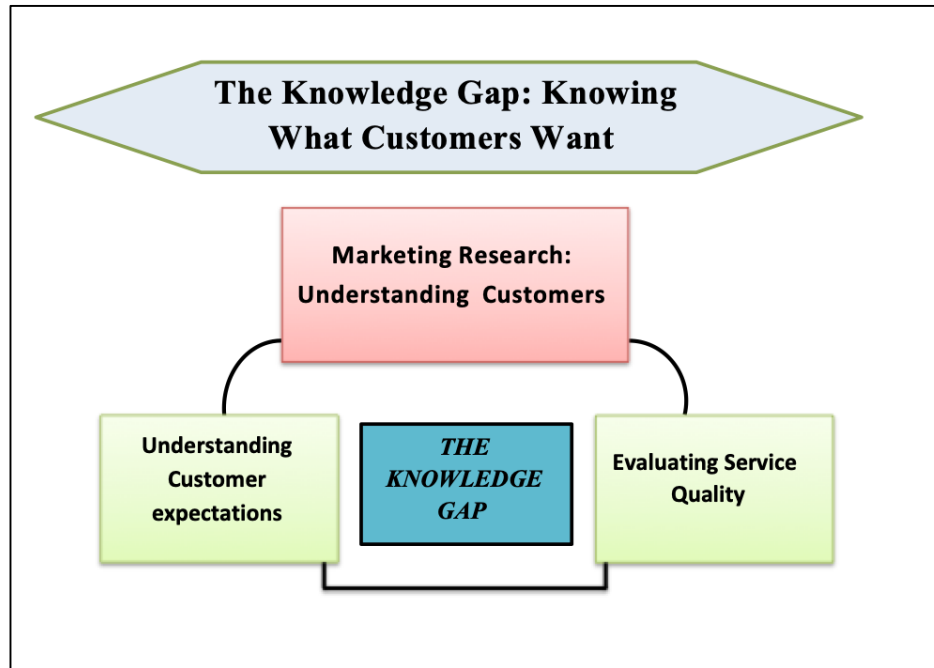 The Knowledge Gap: Knowing
What Customers Want
Marketing Research:
Understanding Customers
Understanding
Customer
expectations
THE
KNOWLEDGE
GAP
Evaluating Service
Quality